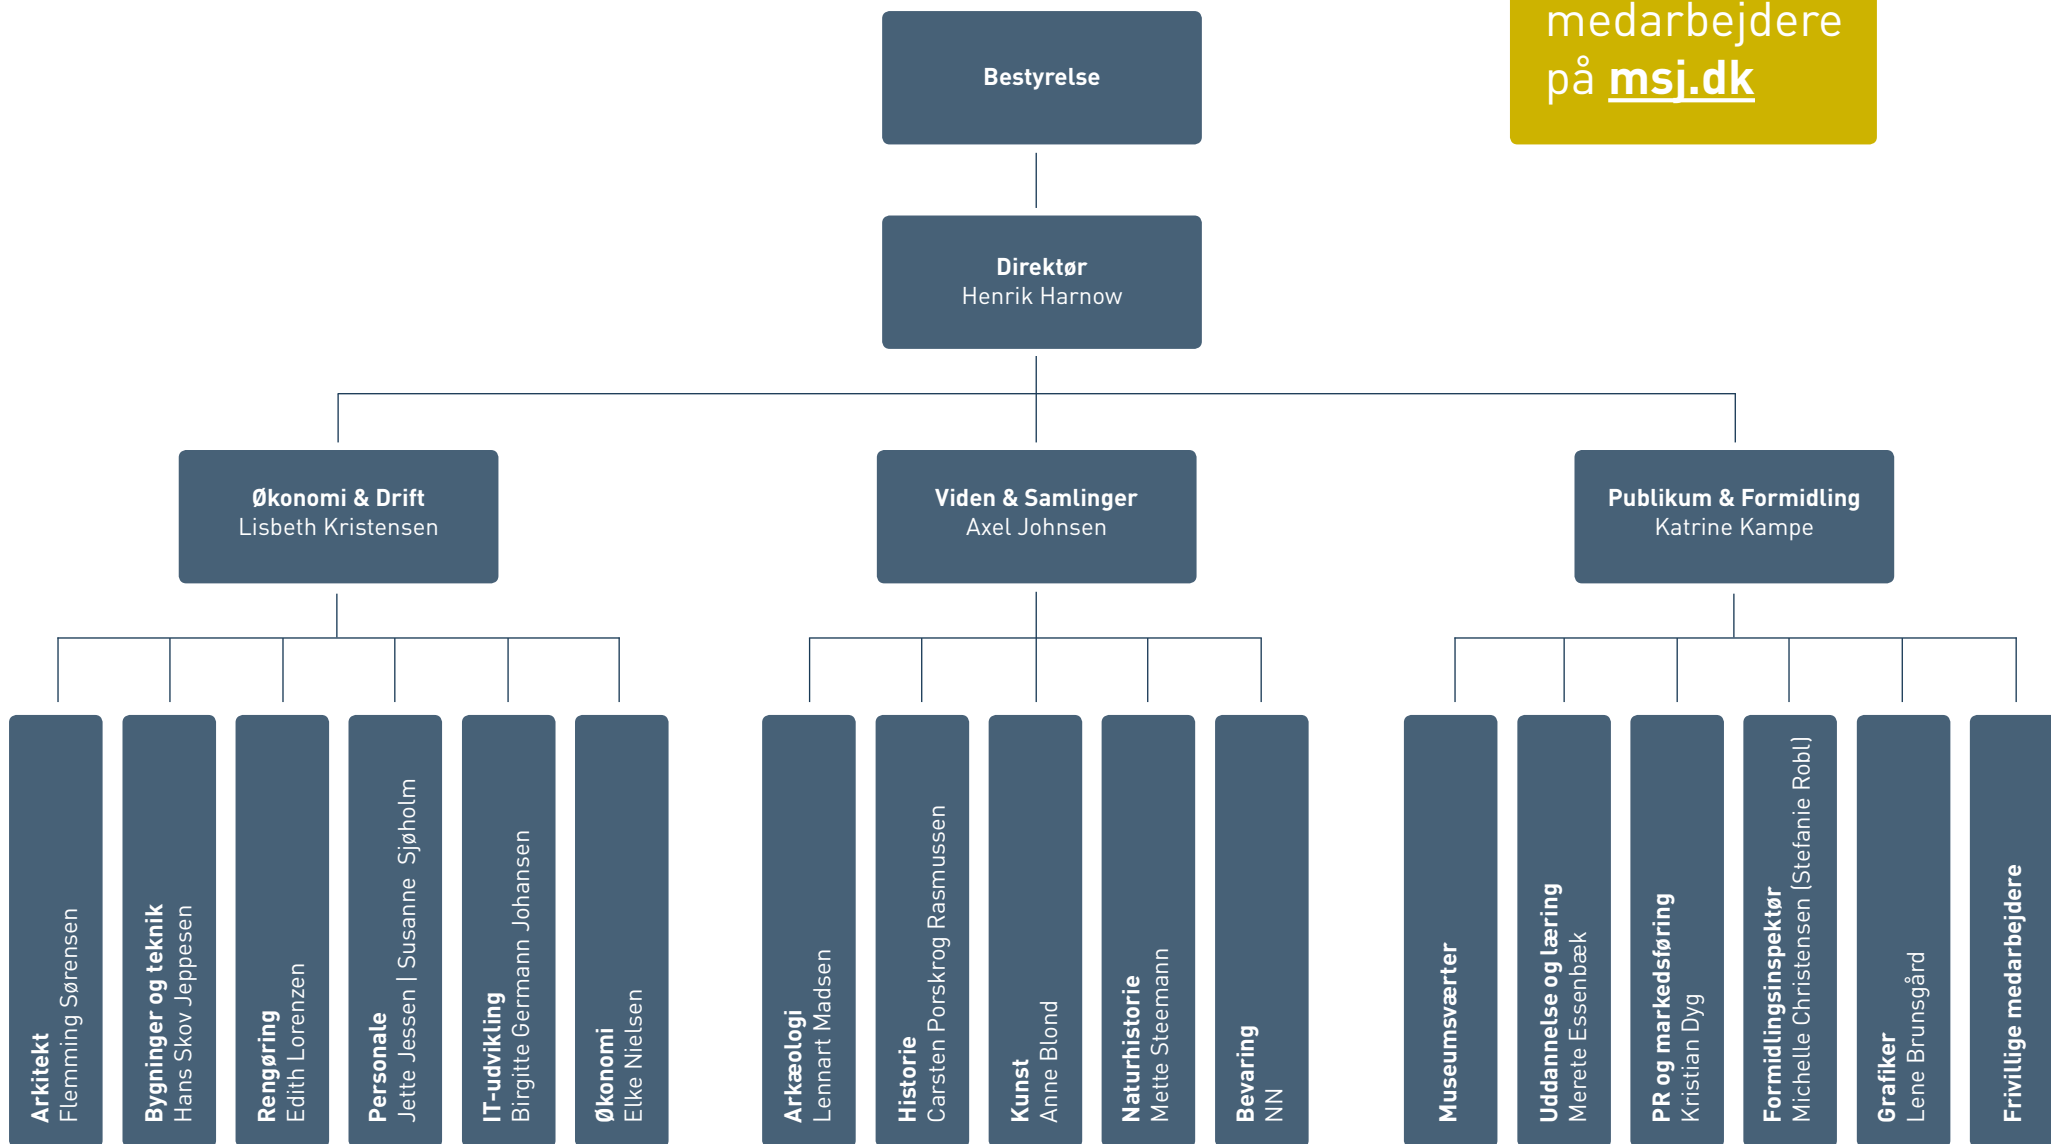 medarbejdere
på msj.dk
Bestyrelse
Direktør
Henrik Harnow
Økonomi & Drift
Lisbeth Kristensen
Viden & Samlinger
Axel Johnsen
Publikum & Formidling
Katrine Kampe
Arkitekt
Flemming Sørensen
Bygninger og teknik
Hans Skov Jeppesen
Rengøring
Edith Lorenzen
Personale
Jette Jessen | Susanne Sjøholm
IT-udvikling
Birgitte Germann Johansen
Økonomi
Elke Nielsen
Arkæologi
Lennart Madsen
Historie
Carsten Porskrog Rasmussen
Kunst
Anne Blond
Naturhistorie
Mette Steemann
Bevaring
NN
Museumsværter
Uddannelse og læring
Merete Essenbæk
PR og markedsføring
Kristian Dyg
Formidlingsinspektør
Michelle Christensen (Stefanie Robl)
Grafiker
Lene Brunsgård
Frivillige medarbejdere